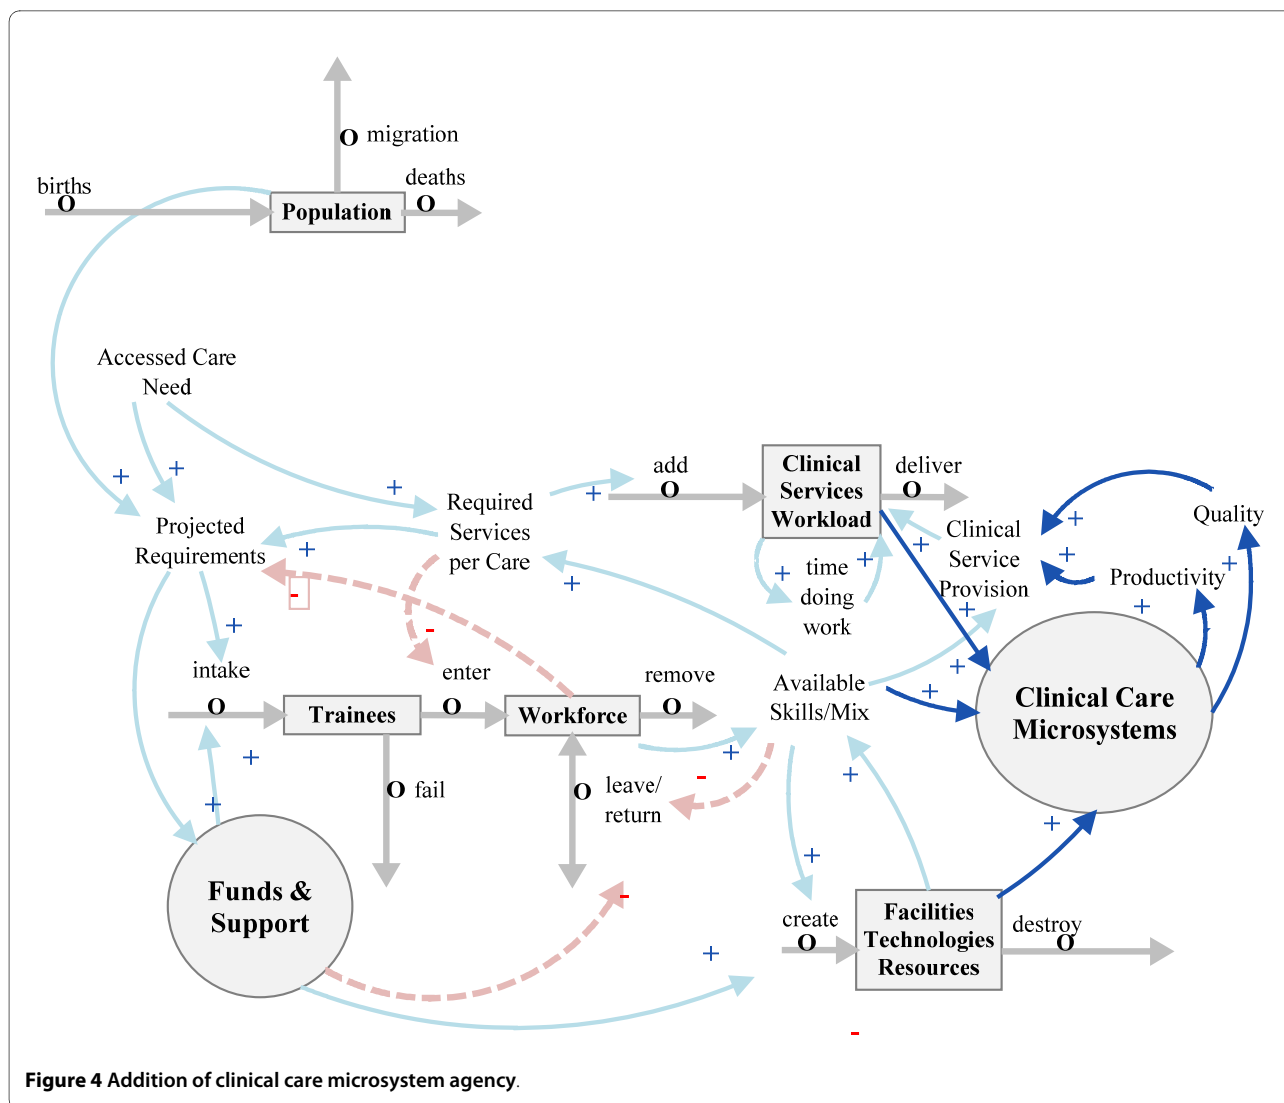 migration
births
deaths
Population
Accessed Care
Need
Projected
Requirements
Required
Services
per Care
add
Clinical
Services
Workload
deliver
time
doing
work
Clinical
Service
Provision
Quality
Productivity
intake
Trainees
enter
Workforce
remove
fail
leave/
return
Available
Skills/Mix
Clinical Care
Microsystems
Funds &
Support
create
Facilities
Technologies
Resources
destroy
Figure 4 Addition of clinical care microsystem agency.